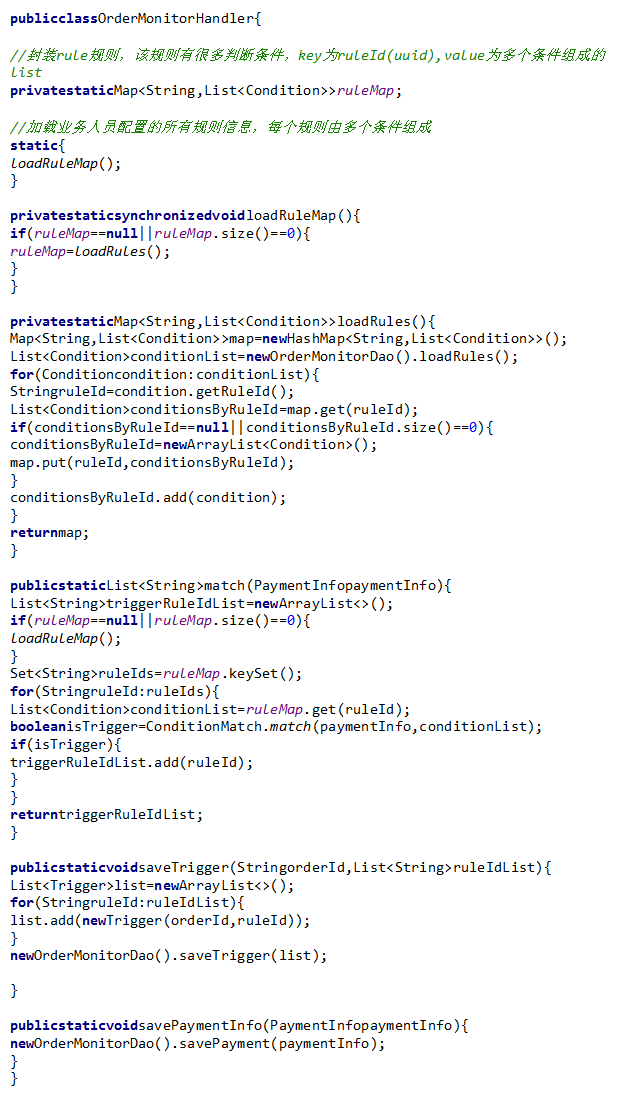 publicclassOrderMonitorHandler{
//封装rule规则，该规则有很多判断条件，key为ruleId(uuid),value为多个条件组成的
list
privatestaticMap<String,List<Condition>>ruleMap;
//加载业务人员配置的所有规则信息，每个规则由多个条件组成
static{
loadRuleMap();
}
privatestaticsynchronizedvoidloadRuleMap(){
if(ruleMap==null||ruleMap.size()==0){
ruleMap=loadRules();
}
}
privatestaticMap<String,List<Condition>>loadRules(){
Map<String,List<Condition>>map=newHashMap<String,List<Condition>>();
List<Condition>conditionList=newOrderMonitorDao().loadRules();
for(Conditioncondition:conditionList){
StringruleId=condition.getRuleId();
List<Condition>conditionsByRuleId=map.get(ruleId);
if(conditionsByRuleId==null||conditionsByRuleId.size()==0){
conditionsByRuleId=newArrayList<Condition>();
map.put(ruleId,conditionsByRuleId);
}
conditionsByRuleId.add(condition);
}
returnmap;
}
publicstaticList<String>match(PaymentInfopaymentInfo){
List<String>triggerRuleIdList=newArrayList<>();
if(ruleMap==null||ruleMap.size()==0){
loadRuleMap();
}
Set<String>ruleIds=ruleMap.keySet();
for(StringruleId:ruleIds){
List<Condition>conditionList=ruleMap.get(ruleId);
booleanisTrigger=ConditionMatch.match(paymentInfo,conditionList);
if(isTrigger){
triggerRuleIdList.add(ruleId);
}
}
returntriggerRuleIdList;
}
publicstaticvoidsaveTrigger(StringorderId,List<String>ruleIdList){
List<Trigger>list=newArrayList<>();
for(StringruleId:ruleIdList){
list.add(newTrigger(orderId,ruleId));
}
newOrderMonitorDao().saveTrigger(list);
}
publicstaticvoidsavePaymentInfo(PaymentInfopaymentInfo){
newOrderMonitorDao().savePayment(paymentInfo);
}
}